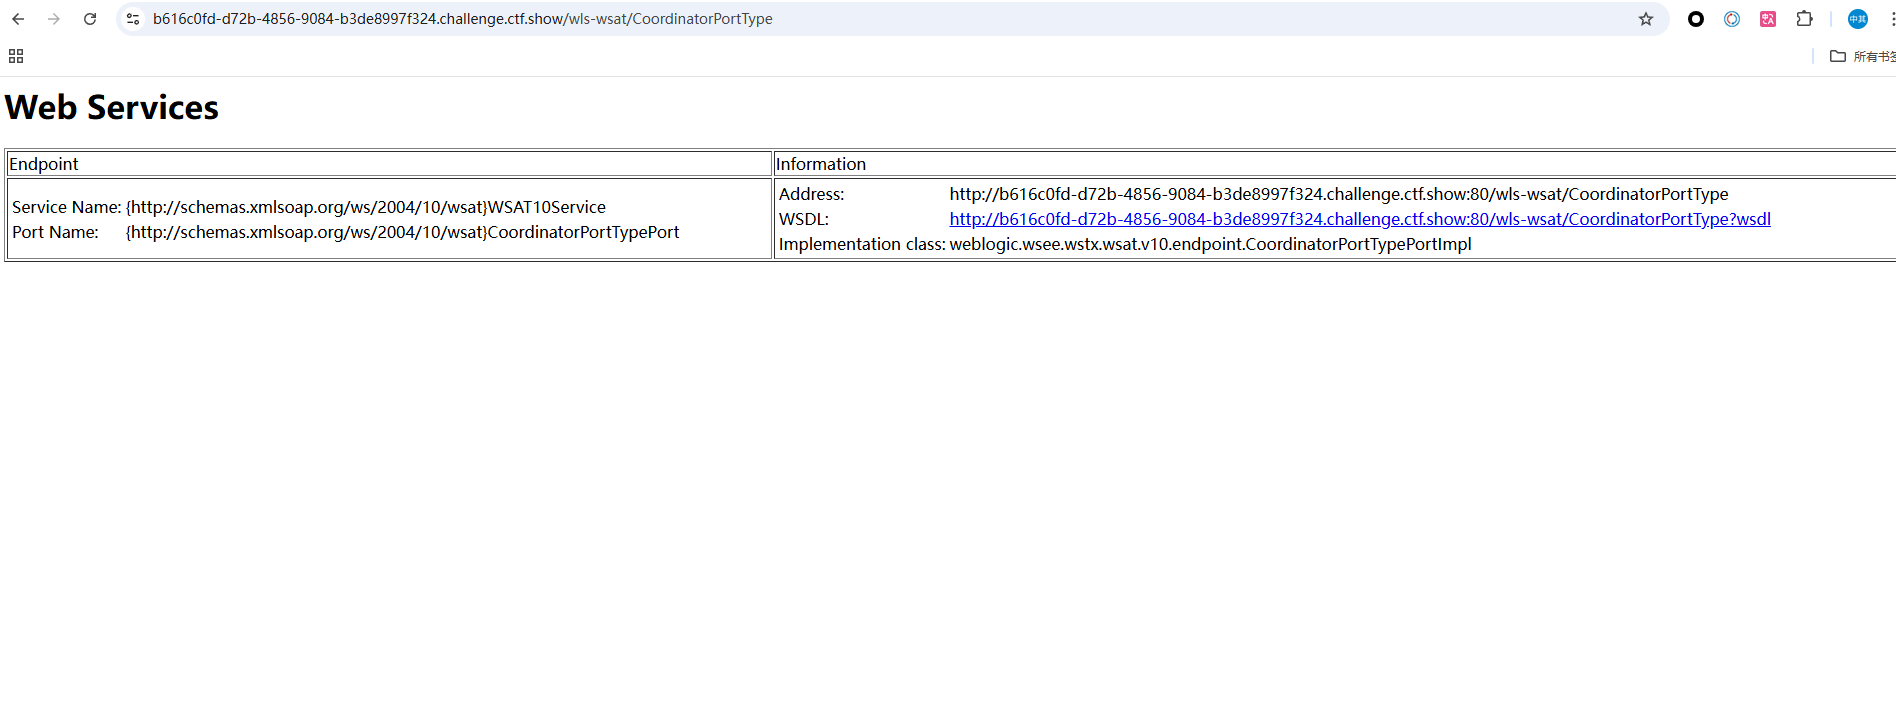 b616c0fd-d72b-4856-9084-b3de8997f324.challenge.ctf.show/wls-wsat/CoordinatorPortType
中其
所有书签
Web Services
Endpoint Information
Service Name: {http://schemas.xmlsoap.org/ws/2004/10/wsat}WSAT10Service
Port Name: {http://schemas.xmlsoap.org/ws/2004/10/wsat}CoordinatorPortTypePort
Address: http://b616c0fd-d72b-4856-9084-b3de8997f324.challenge.ctf.show:80/wls-wsat/CoordinatorPortType
WSDL: http://b616c0fd-d72b-4856-9084-b3de8997f324.challenge.ctf.show:80/wls-wsat/CoordinatorPortType?wsdl
Implementation class: weblogic.wsee.wstx.wsat.v10.endpoint.CoordinatorPortTypePortImpl